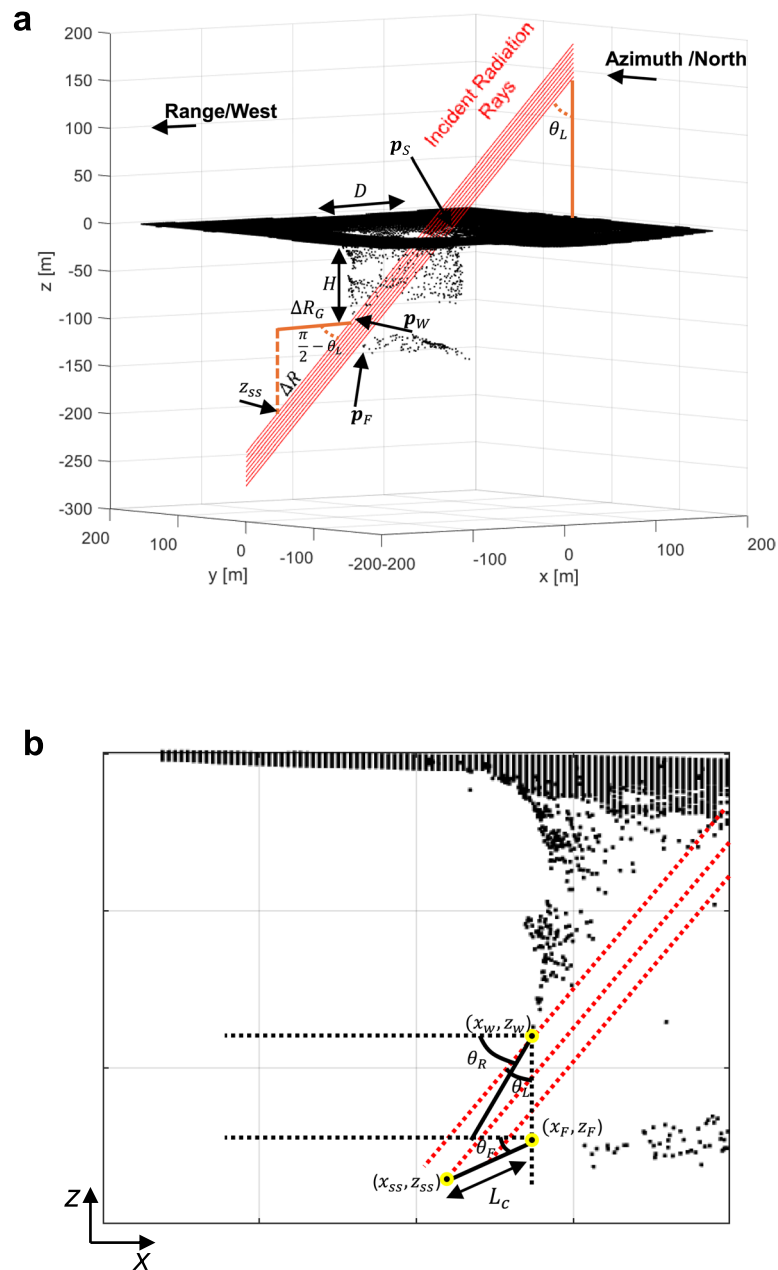 a
200
150
100
50
0
-50
-100
-150
-200
-250
-300
z [m]
Range/West
Incident Radiation
Rays
Azimuth /North
θ_L
p_S
D
H
ΔR_G
π/2 − θ_L
p_W
z_ss
ΔR
p_F
200
100
0
-100
-200
y [m]
-200
-100
0
100
200
x [m]
b
(x_W, z_W)
θ_R
θ_L
(x_F, z_F)
θ_F
(x_ss, z_ss)
L_c
z
x